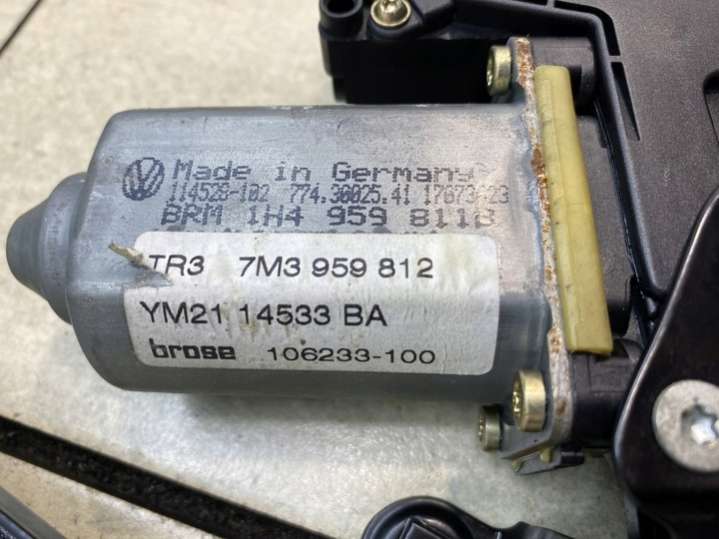 Made in Germany
114528-102 774.36025.41
BRM 1H4 959 811B
TR3 7M3 959 812
YM21 14533 BA
brose 106233-100